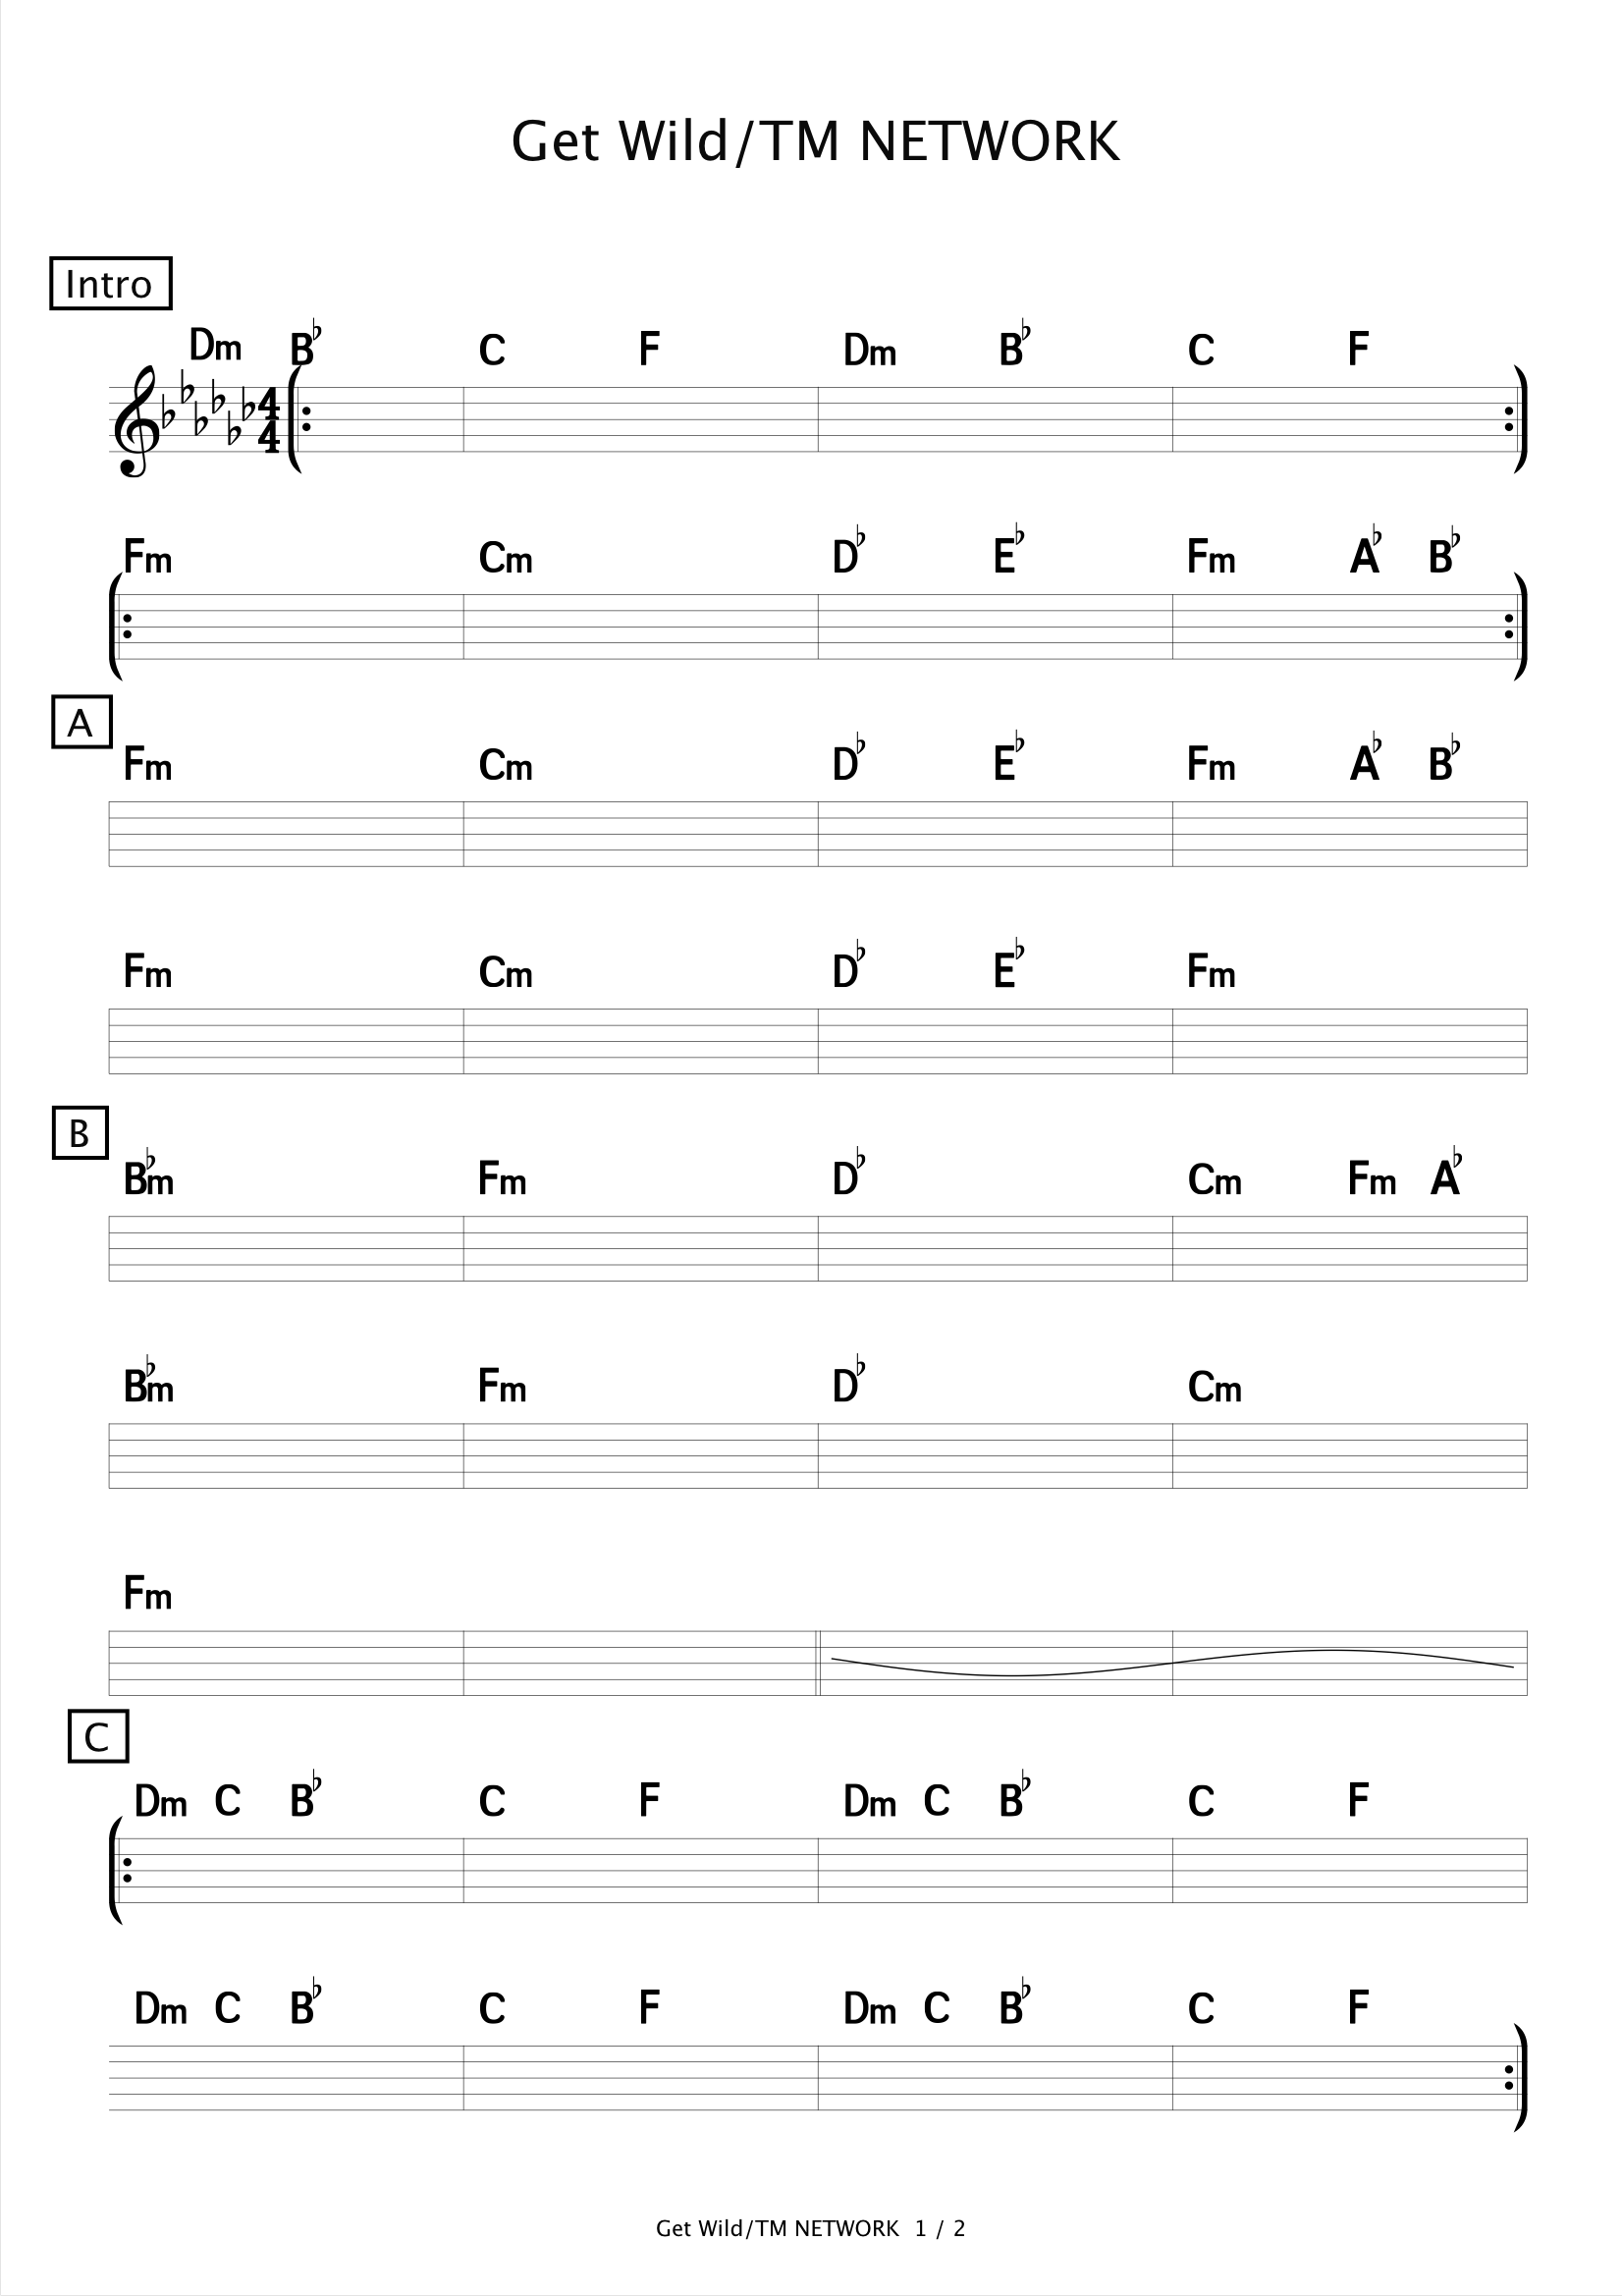 Get Wild/TM NETWORK
Intro
Dm B♭ C F Dm B♭ C F
4
4
Fm Cm D♭ E♭ Fm A♭ B♭
A
Fm Cm D♭ E♭ Fm A♭ B♭
Fm Cm D♭ E♭ Fm
B
B♭m Fm D♭ Cm Fm A♭
B♭m Fm D♭ Cm
Fm
C
Dm C B♭ C F Dm C B♭ C F
Dm C B♭ C F Dm C B♭ C F
Get Wild/TM NETWORK 1 / 2